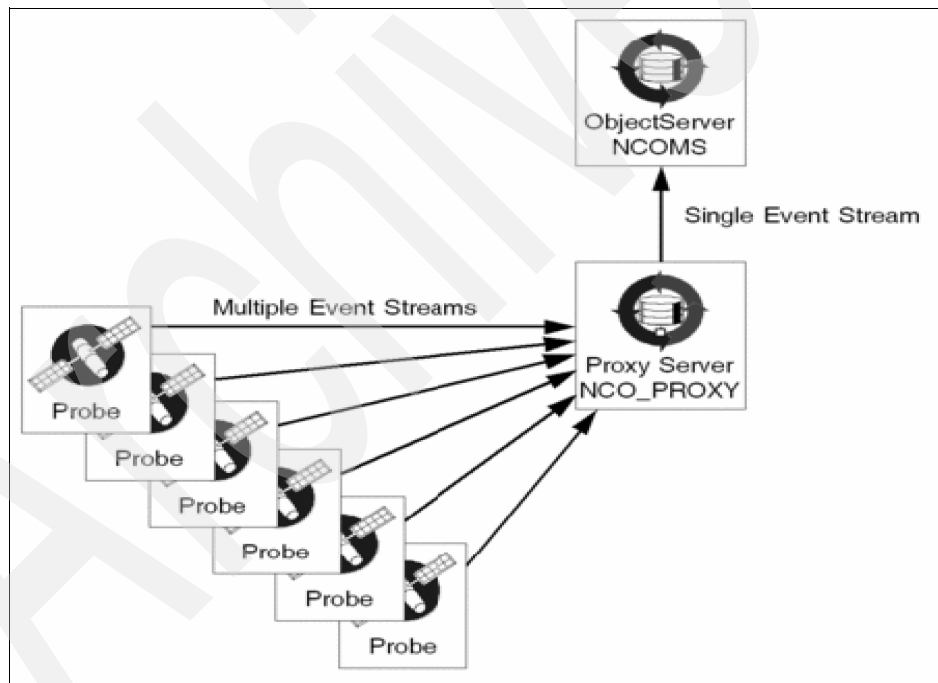 ObjectServer
NCOMS
Single Event Stream
Multiple Event Streams
Proxy Server
NCO_PROXY
Probe
Probe
Probe
Probe
Probe
Probe